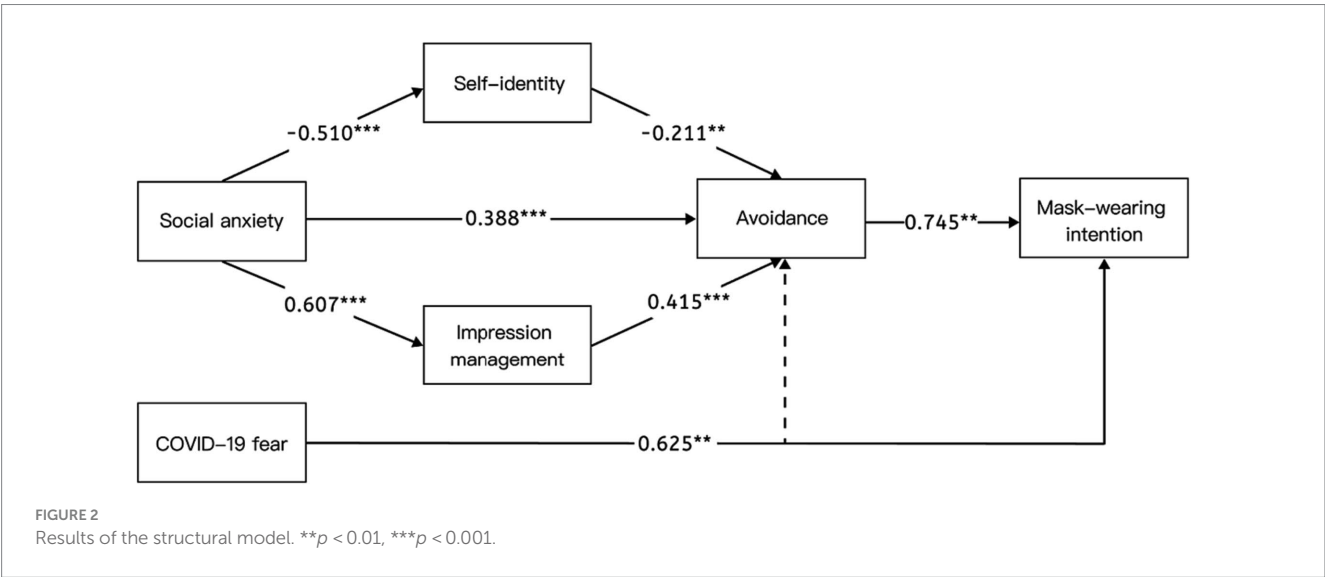 Self–identity
-0.510***
-0.211**
Social anxiety
0.388***
Avoidance
0.745**
Mask–wearing
intention
0.607***
0.415***
Impression
management
COVID–19 fear
0.625**
FIGURE 2
Results of the structural model. **p < 0.01, ***p < 0.001.